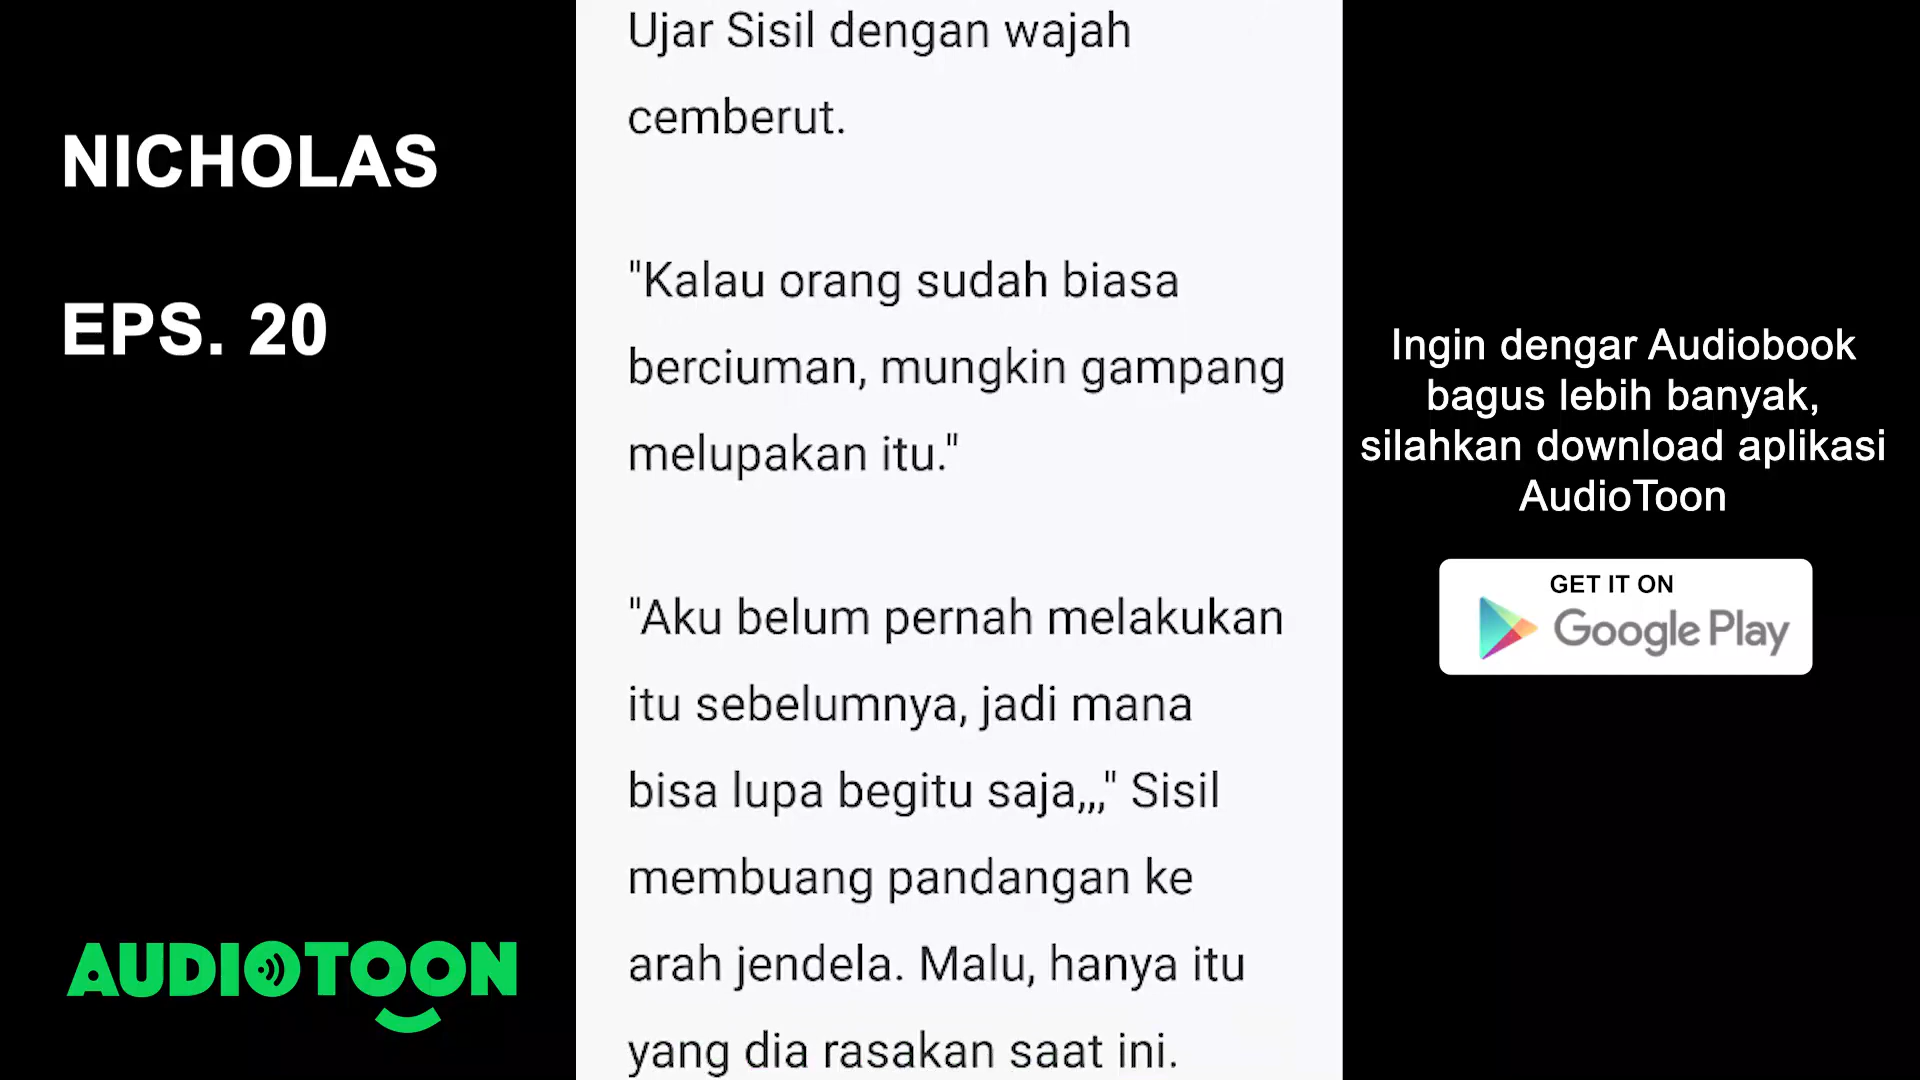 NICHOLAS
EPS. 20
AUDIOTOON
Ujar Sisil dengan wajah
cemberut.
"Kalau orang sudah biasa
berciuman, mungkin gampang
melupakan itu."
"Aku belum pernah melakukan
itu sebelumnya, jadi mana
bisa lupa begitu saja,,," Sisil
membuang pandangan ke
arah jendela. Malu, hanya itu
yang dia rasakan saat ini.
Ingin dengar Audiobook
bagus lebih banyak,
silahkan download aplikasi
AudioToon
GET IT ON
Google Play